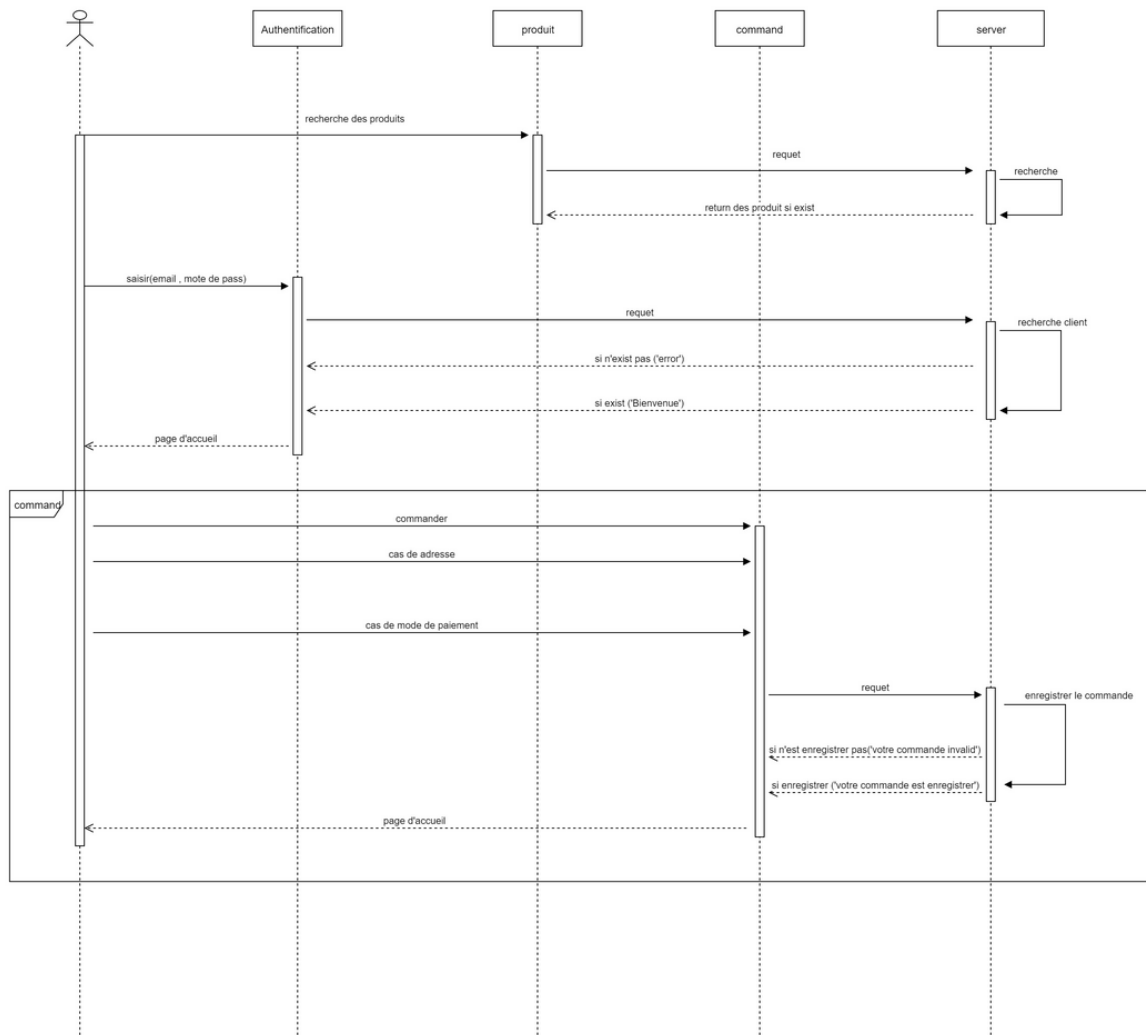 Authentification
produit
command
server
recherche des produits
requet
recherche
return des produit si exist
saisir(email , mote de pass)
requet
recherche client
si n'exist pas ('error')
si exist ('Bienvenue')
page d'accueil
command
commander
cas de adresse
cas de mode de paiement
requet
enregistrer le commande
si n'est enregistrer pas('votre commande invalid')
si enregistrer ('votre commande est enregistrer')
page d'accueil